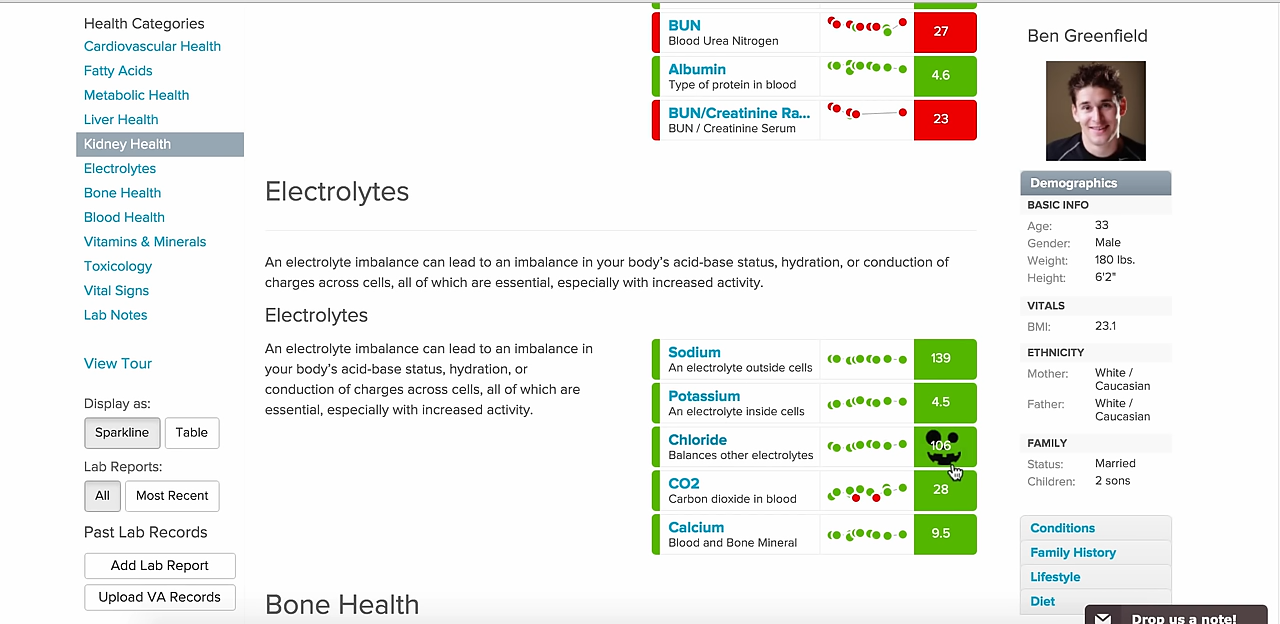 Health Categories
Cardiovascular Health
Fatty Acids
Metabolic Health
Liver Health
Kidney Health
Electrolytes
Bone Health
Blood Health
Vitamins & Minerals
Toxicology
Vital Signs
Lab Notes
View Tour
Display as:
Sparkline Table
Lab Reports:
All Most Recent
Past Lab Records
Add Lab Report
Upload VA Records
BUN
Blood Urea Nitrogen
27
Albumin
Type of protein in blood
4.6
BUN/Creatinine Ra...
BUN / Creatinine Serum
23
Electrolytes
An electrolyte imbalance can lead to an imbalance in your body's acid-base status, hydration, or conduction of
charges across cells, all of which are essential, especially with increased activity.
Electrolytes
An electrolyte imbalance can lead to an imbalance in
your body's acid-base status, hydration, or
conduction of charges across cells, all of which are
essential, especially with increased activity.
Sodium
An electrolyte outside cells
139
Potassium
An electrolyte inside cells
4.5
Chloride
Balances other electrolytes
106
CO2
Carbon dioxide in blood
28
Calcium
Blood and Bone Mineral
9.5
Bone Health
Ben Greenfield
Demographics
BASIC INFO
Age: 33
Gender: Male
Weight: 180 lbs.
Height: 6'2"
VITALS
BMI: 23.1
ETHNICITY
Mother: White /
Caucasian
Father: White /
Caucasian
FAMILY
Status: Married
Children: 2 sons
Conditions
Family History
Lifestyle
Diet
Drop us a note!